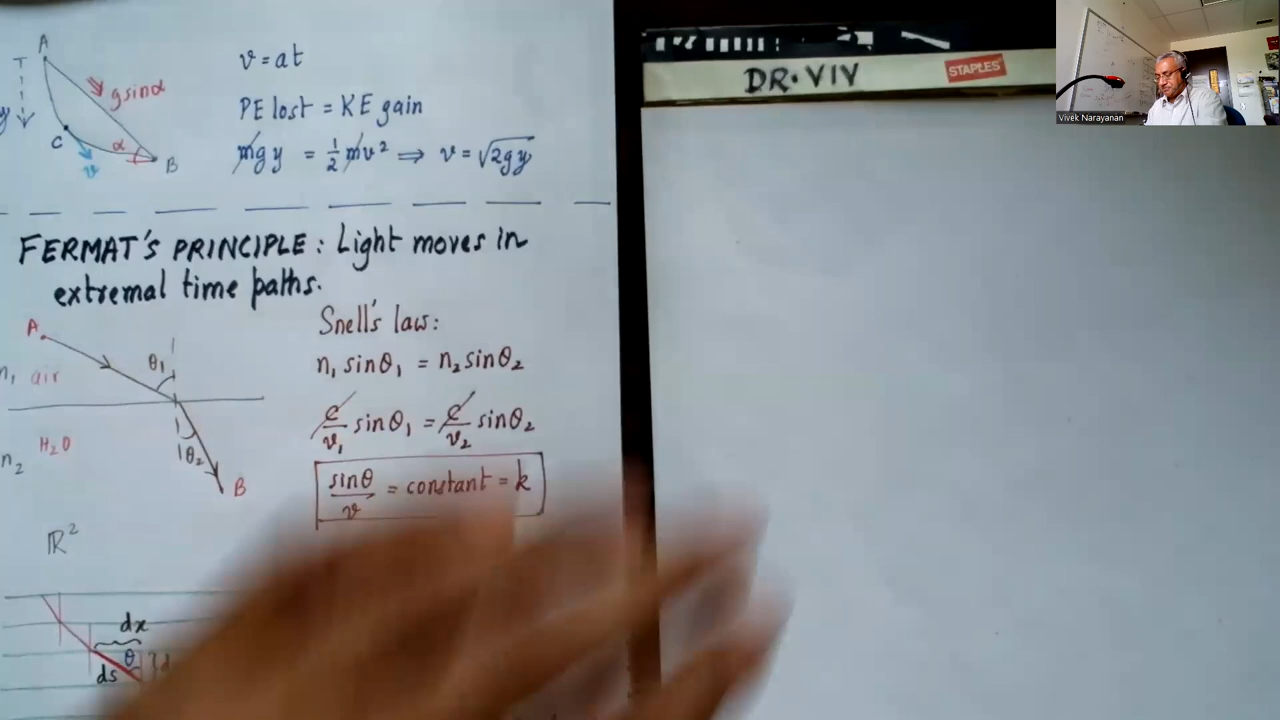 A
y
g sinα
C
α
v
B
v = at
PE lost = KE gain
mgy = 1/2 mv² ⟹ v = √2gy
FERMAT'S PRINCIPLE : Light moves in
extremal time paths.
A
θ₁
n₁ air
H₂O
n₂
θ₂
B
Snell's law:
n₁ sinθ₁ = n₂ sinθ₂
c/v₁ sinθ₁ = c/v₂ sinθ₂
sinθ/v = constant = k
ℝ²
dx
θ
ds
DR. VIV
STAPLES
Vivek Narayanan